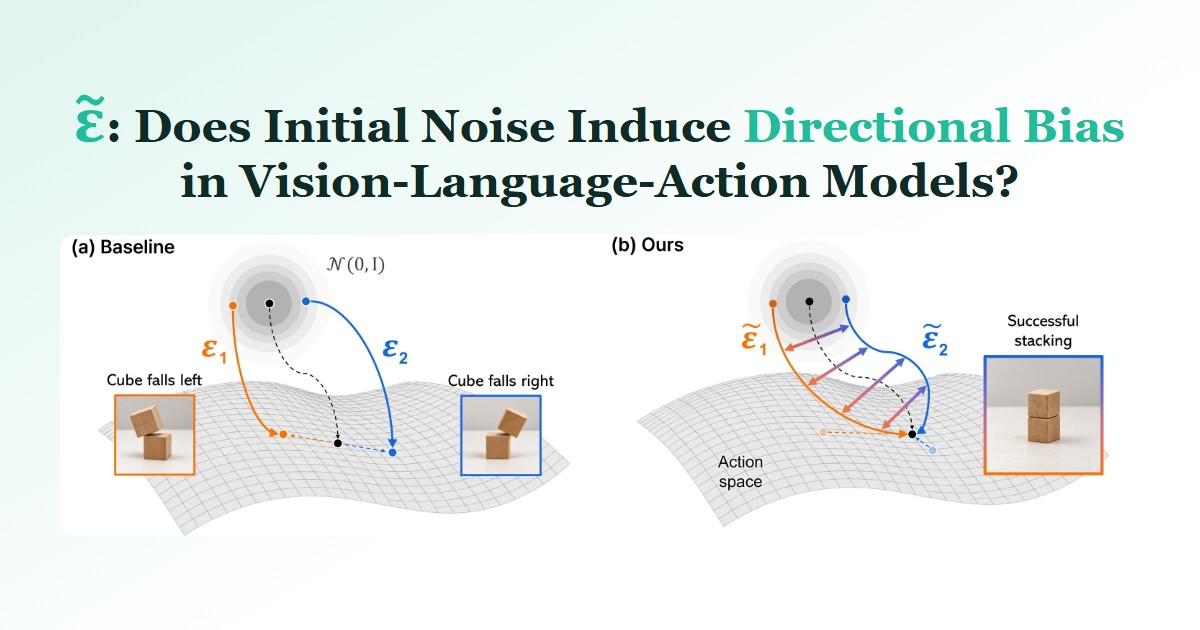 ε̃: Does Initial Noise Induce Directional Bias
in Vision-Language-Action Models?
(a) Baseline
𝒩(0, I)
ε₁
ε₂
Cube falls left
Cube falls right
(b) Ours
ε̃₁
ε̃₂
Successful
stacking
Action
space